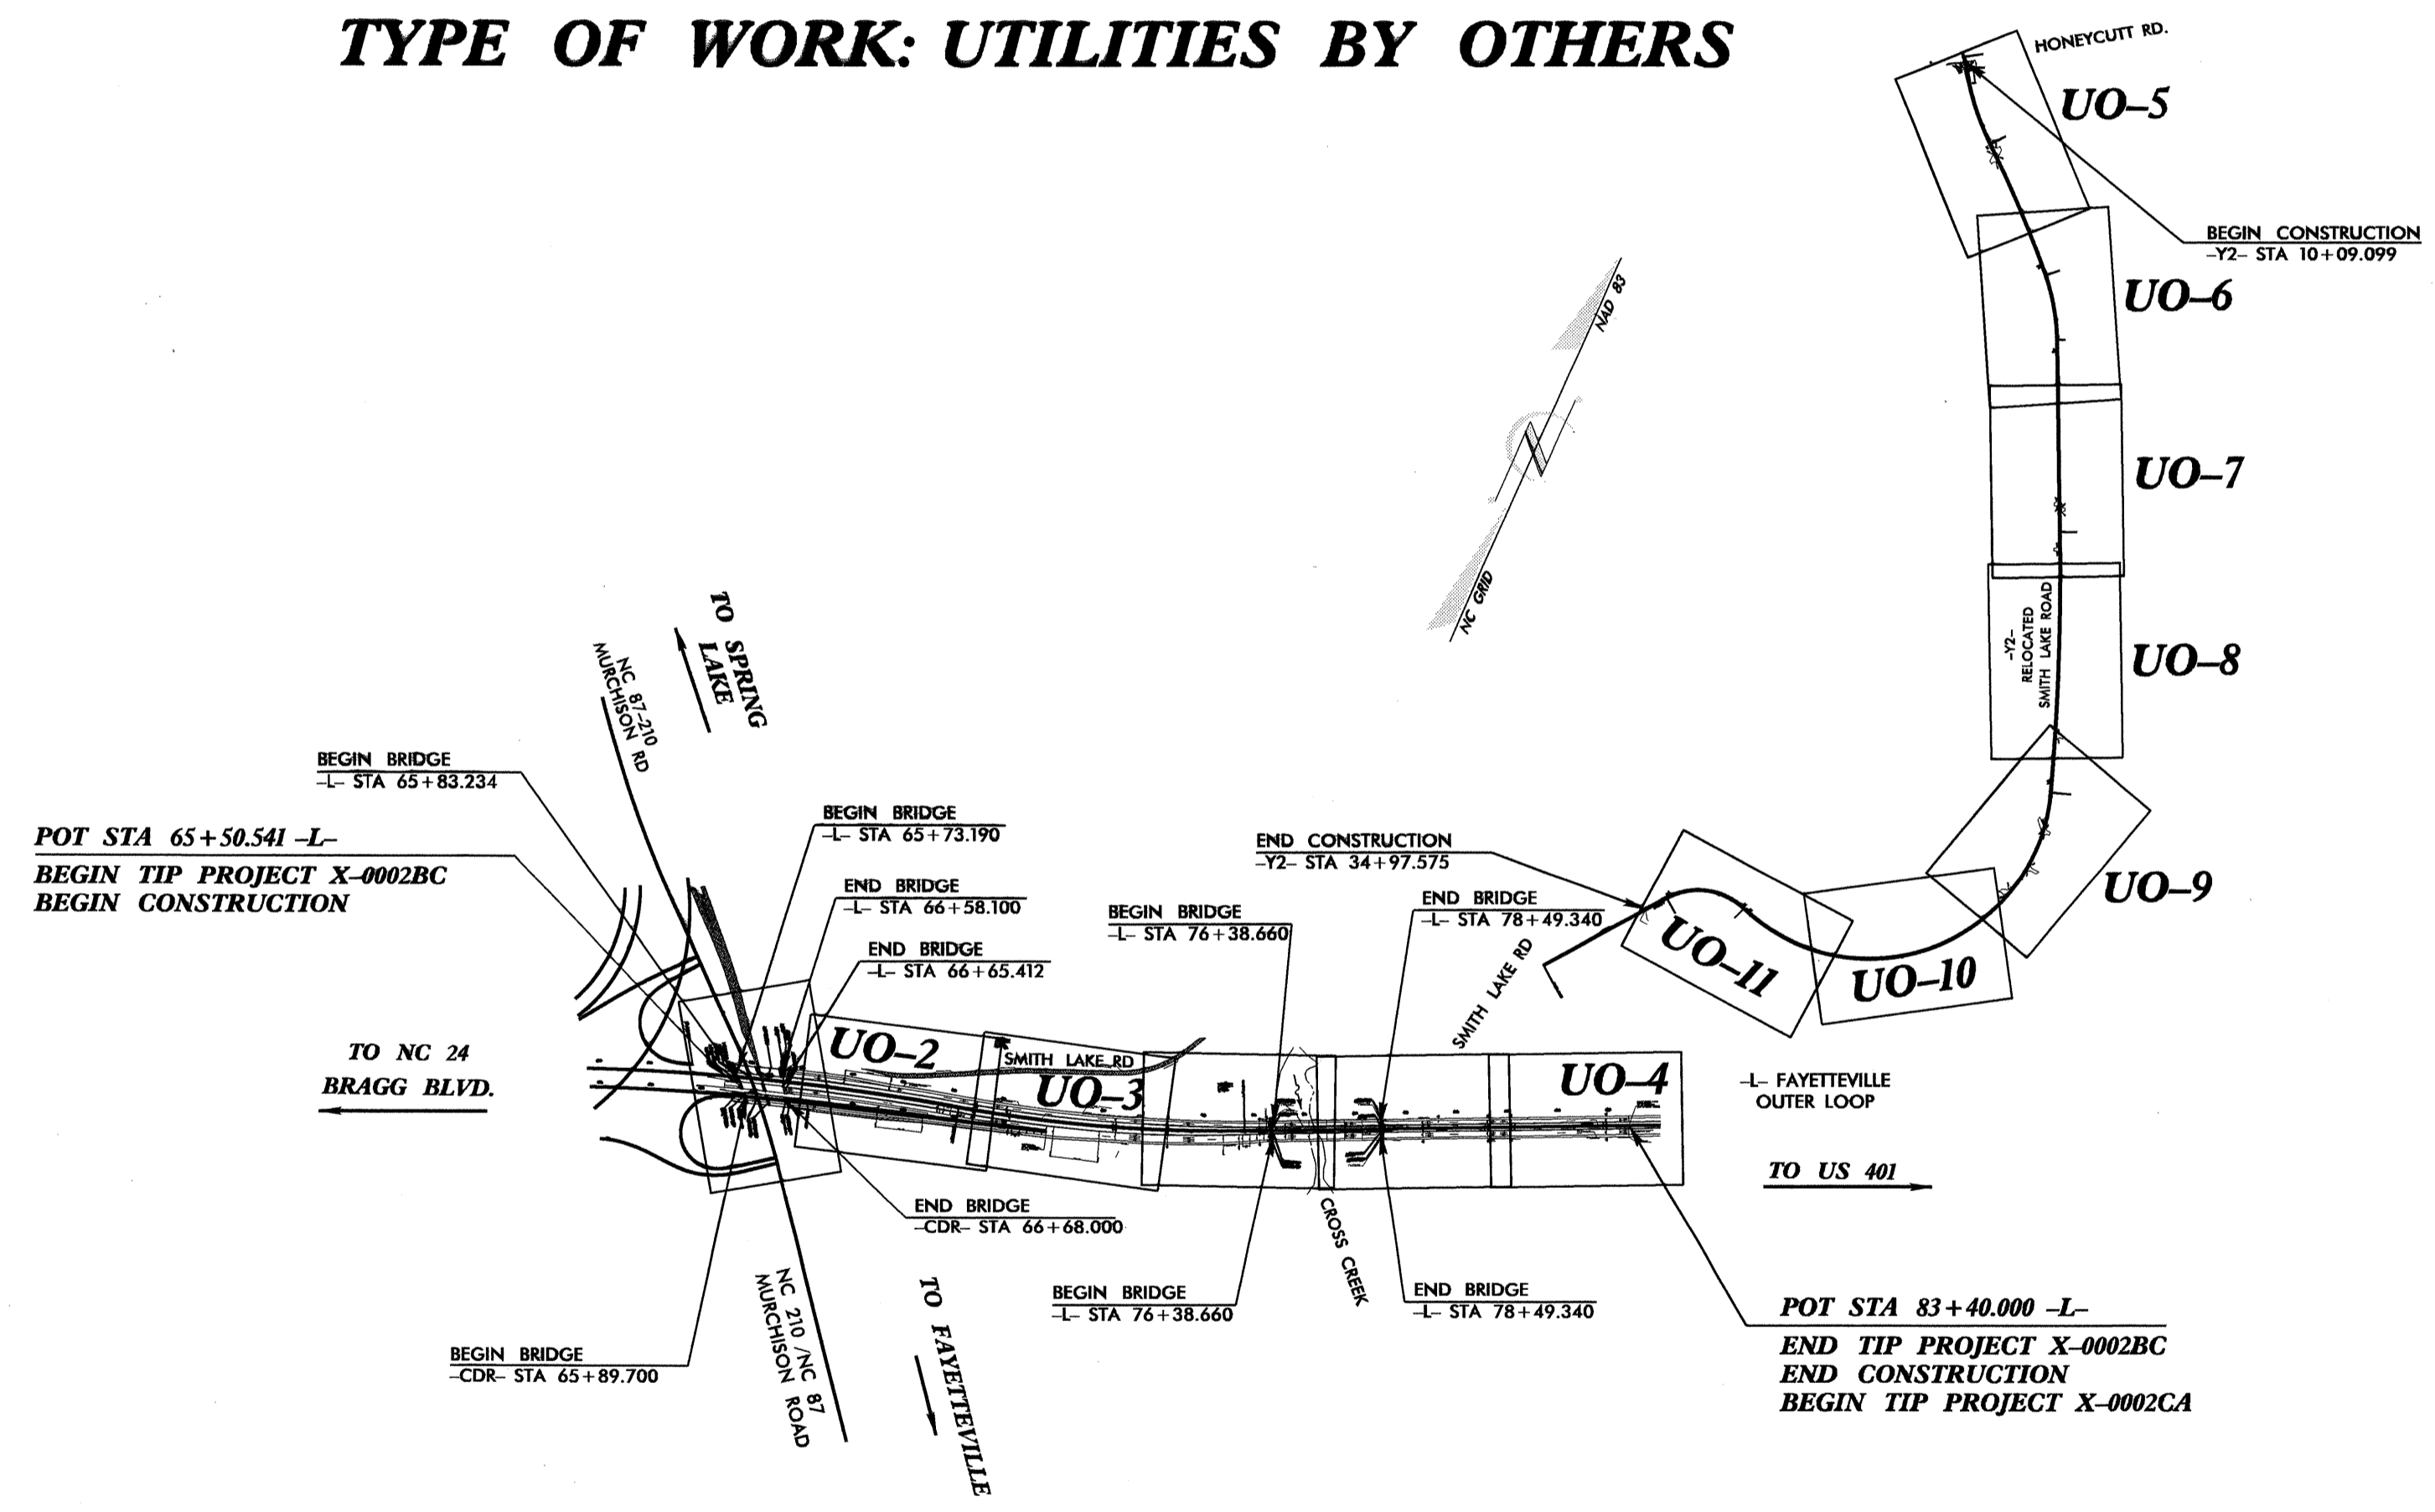 TYPE OF WORK: UTILITIES BY OTHERS
HONEYCUTT RD.
UO–5
BEGIN CONSTRUCTION
–Y2– STA 10+09.099
UO–6
NAD 83
N
NC GRID
UO–7
–Y2–
RELOCATED
SMITH LAKE ROAD
UO–8
TO SPRING
LAKE
NC 87–210
MURCHISON RD
BEGIN BRIDGE
–L– STA 65+83.234
POT STA 65+50.541 –L–
BEGIN TIP PROJECT X–0002BC
BEGIN CONSTRUCTION
BEGIN BRIDGE
–L– STA 65+73.190
END BRIDGE
–L– STA 66+58.100
END BRIDGE
–L– STA 66+65.412
BEGIN BRIDGE
–L– STA 76+38.660
END CONSTRUCTION
–Y2– STA 34+97.575
END BRIDGE
–L– STA 78+49.340
SMITH LAKE RD
UO–11
UO–10
UO–9
TO NC 24
BRAGG BLVD.
UO–2
SMITH LAKE RD
UO–3
UO–4
–L– FAYETTEVILLE
OUTER LOOP
TO US 401
END BRIDGE
–CDR– STA 66+68.000
CROSS CREEK
BEGIN BRIDGE
–L– STA 76+38.660
END BRIDGE
–L– STA 78+49.340
BEGIN BRIDGE
–CDR– STA 65+89.700
NC 210 /NC 87
MURCHISON ROAD
TO FAYETTEVILLE
POT STA 83+40.000 –L–
END TIP PROJECT X–0002BC
END CONSTRUCTION
BEGIN TIP PROJECT X–0002CA